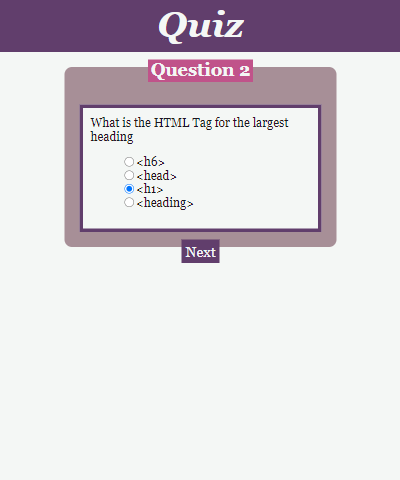 Quiz
Question 2
What is the HTML Tag for the largest
heading
<h6>
<head>
<h1>
<heading>
Next